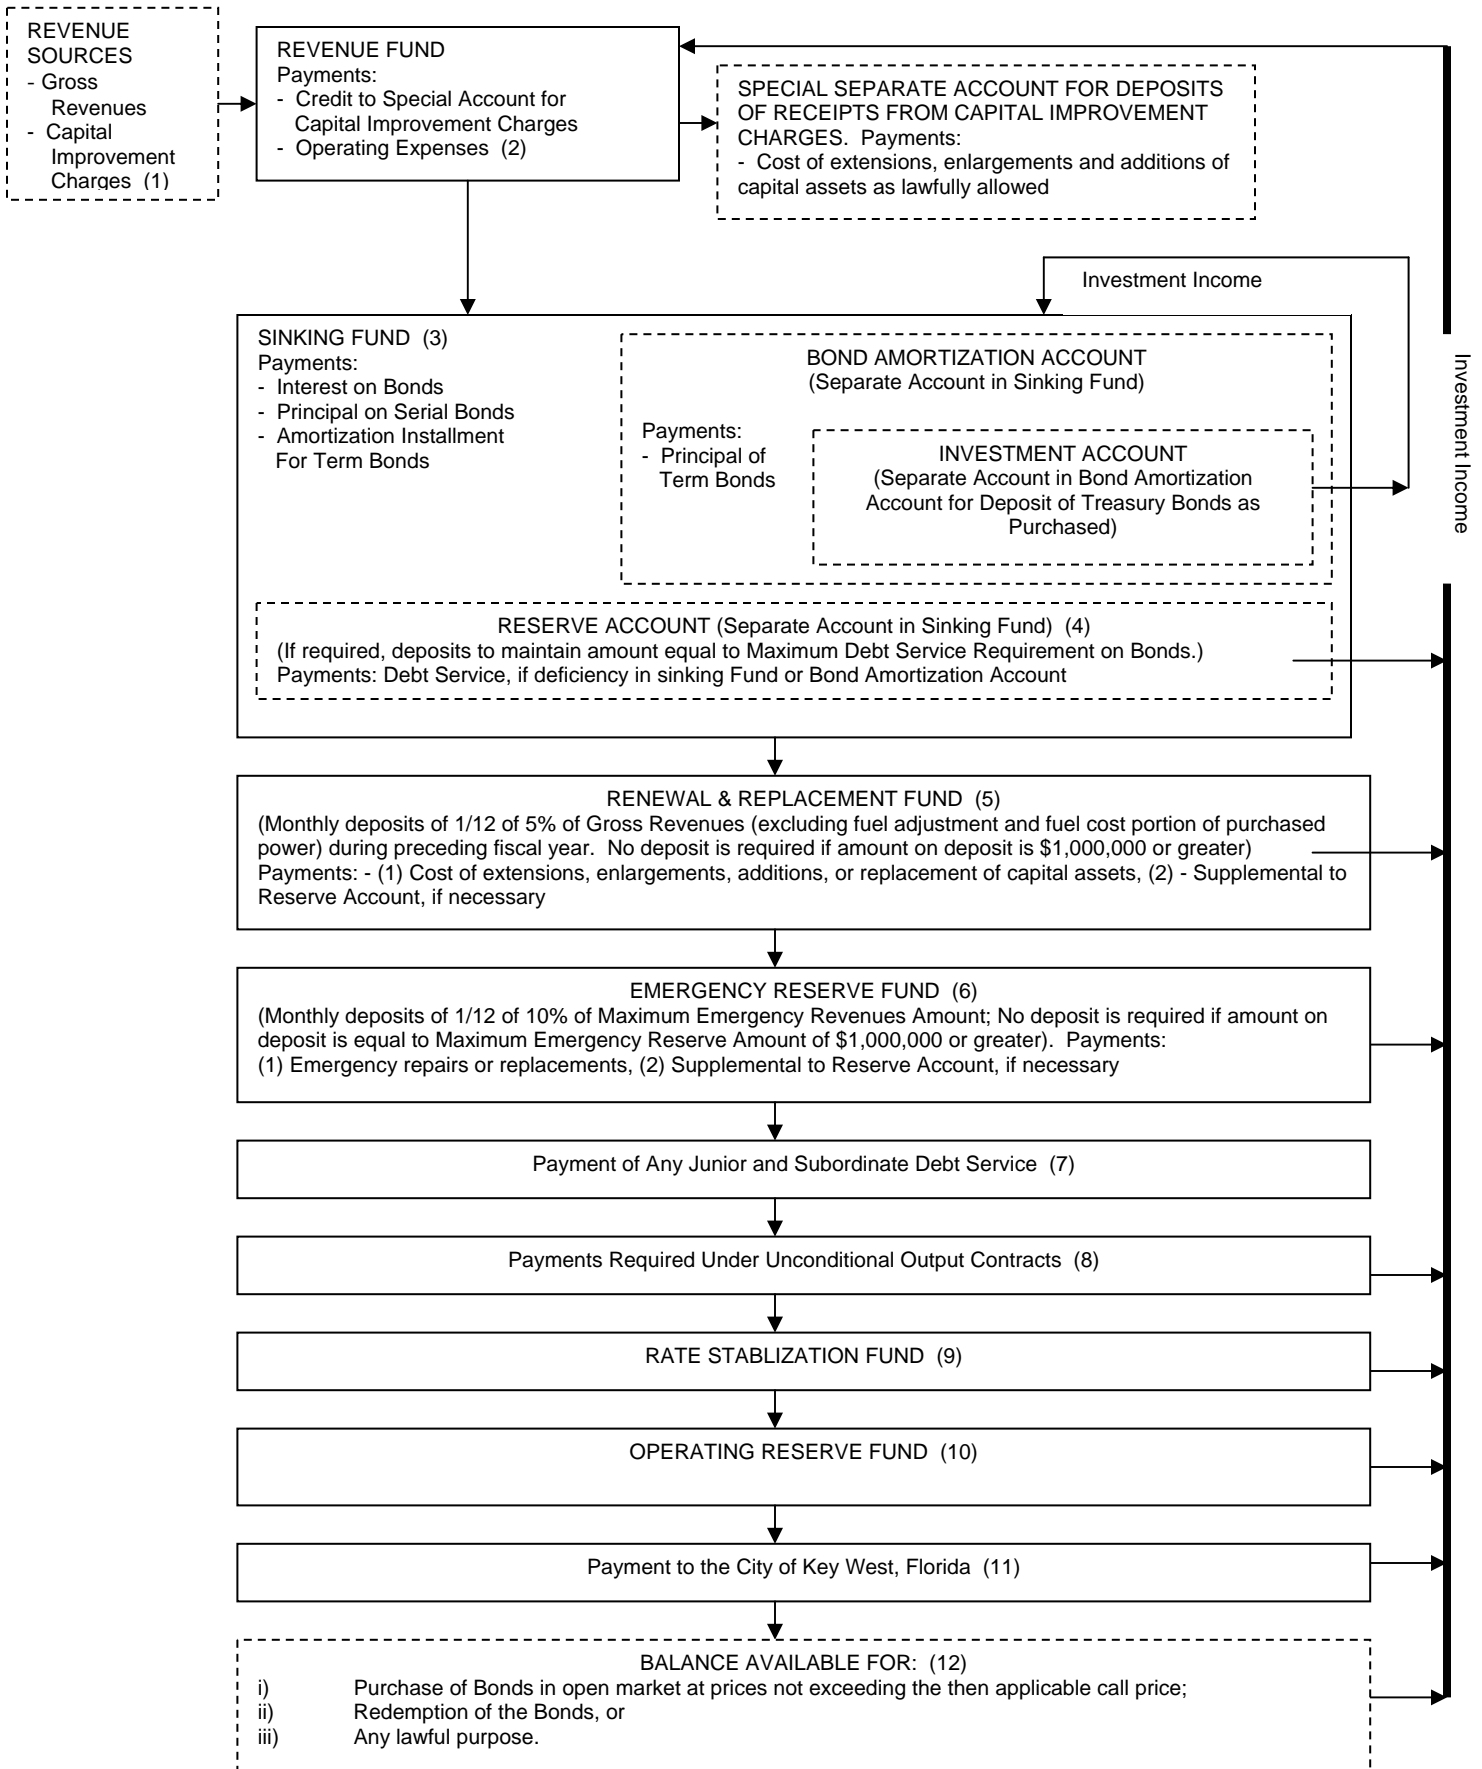 REVENUE
SOURCES
- Gross
Revenues
- Capital
Improvement
Charges (1)
REVENUE FUND
Payments:
- Credit to Special Account for
Capital Improvement Charges
- Operating Expenses (2)
SPECIAL SEPARATE ACCOUNT FOR DEPOSITS
OF RECEIPTS FROM CAPITAL IMPROVEMENT
CHARGES. Payments:
- Cost of extensions, enlargements and additions of
capital assets as lawfully allowed
Investment Income
SINKING FUND (3)
Payments:
- Interest on Bonds
- Principal on Serial Bonds
- Amortization Installment
For Term Bonds
BOND AMORTIZATION ACCOUNT
(Separate Account in Sinking Fund)
Payments:
- Principal of
Term Bonds
INVESTMENT ACCOUNT
(Separate Account in Bond Amortization
Account for Deposit of Treasury Bonds as
Purchased)
Investment Income
RESERVE ACCOUNT (Separate Account in Sinking Fund) (4)
(If required, deposits to maintain amount equal to Maximum Debt Service Requirement on Bonds.)
Payments: Debt Service, if deficiency in sinking Fund or Bond Amortization Account
RENEWAL & REPLACEMENT FUND (5)
(Monthly deposits of 1/12 of 5% of Gross Revenues (excluding fuel adjustment and fuel cost portion of purchased
power) during preceding fiscal year. No deposit is required if amount on deposit is $1,000,000 or greater)
Payments: - (1) Cost of extensions, enlargements, additions, or replacement of capital assets, (2) - Supplemental to
Reserve Account, if necessary
EMERGENCY RESERVE FUND (6)
(Monthly deposits of 1/12 of 10% of Maximum Emergency Revenues Amount; No deposit is required if amount on
deposit is equal to Maximum Emergency Reserve Amount of $1,000,000 or greater). Payments:
(1) Emergency repairs or replacements, (2) Supplemental to Reserve Account, if necessary
Payment of Any Junior and Subordinate Debt Service (7)
Payments Required Under Unconditional Output Contracts (8)
RATE STABLIZATION FUND (9)
OPERATING RESERVE FUND (10)
Payment to the City of Key West, Florida (11)
BALANCE AVAILABLE FOR: (12)
i) Purchase of Bonds in open market at prices not exceeding the then applicable call price;
ii) Redemption of the Bonds, or
iii) Any lawful purpose.